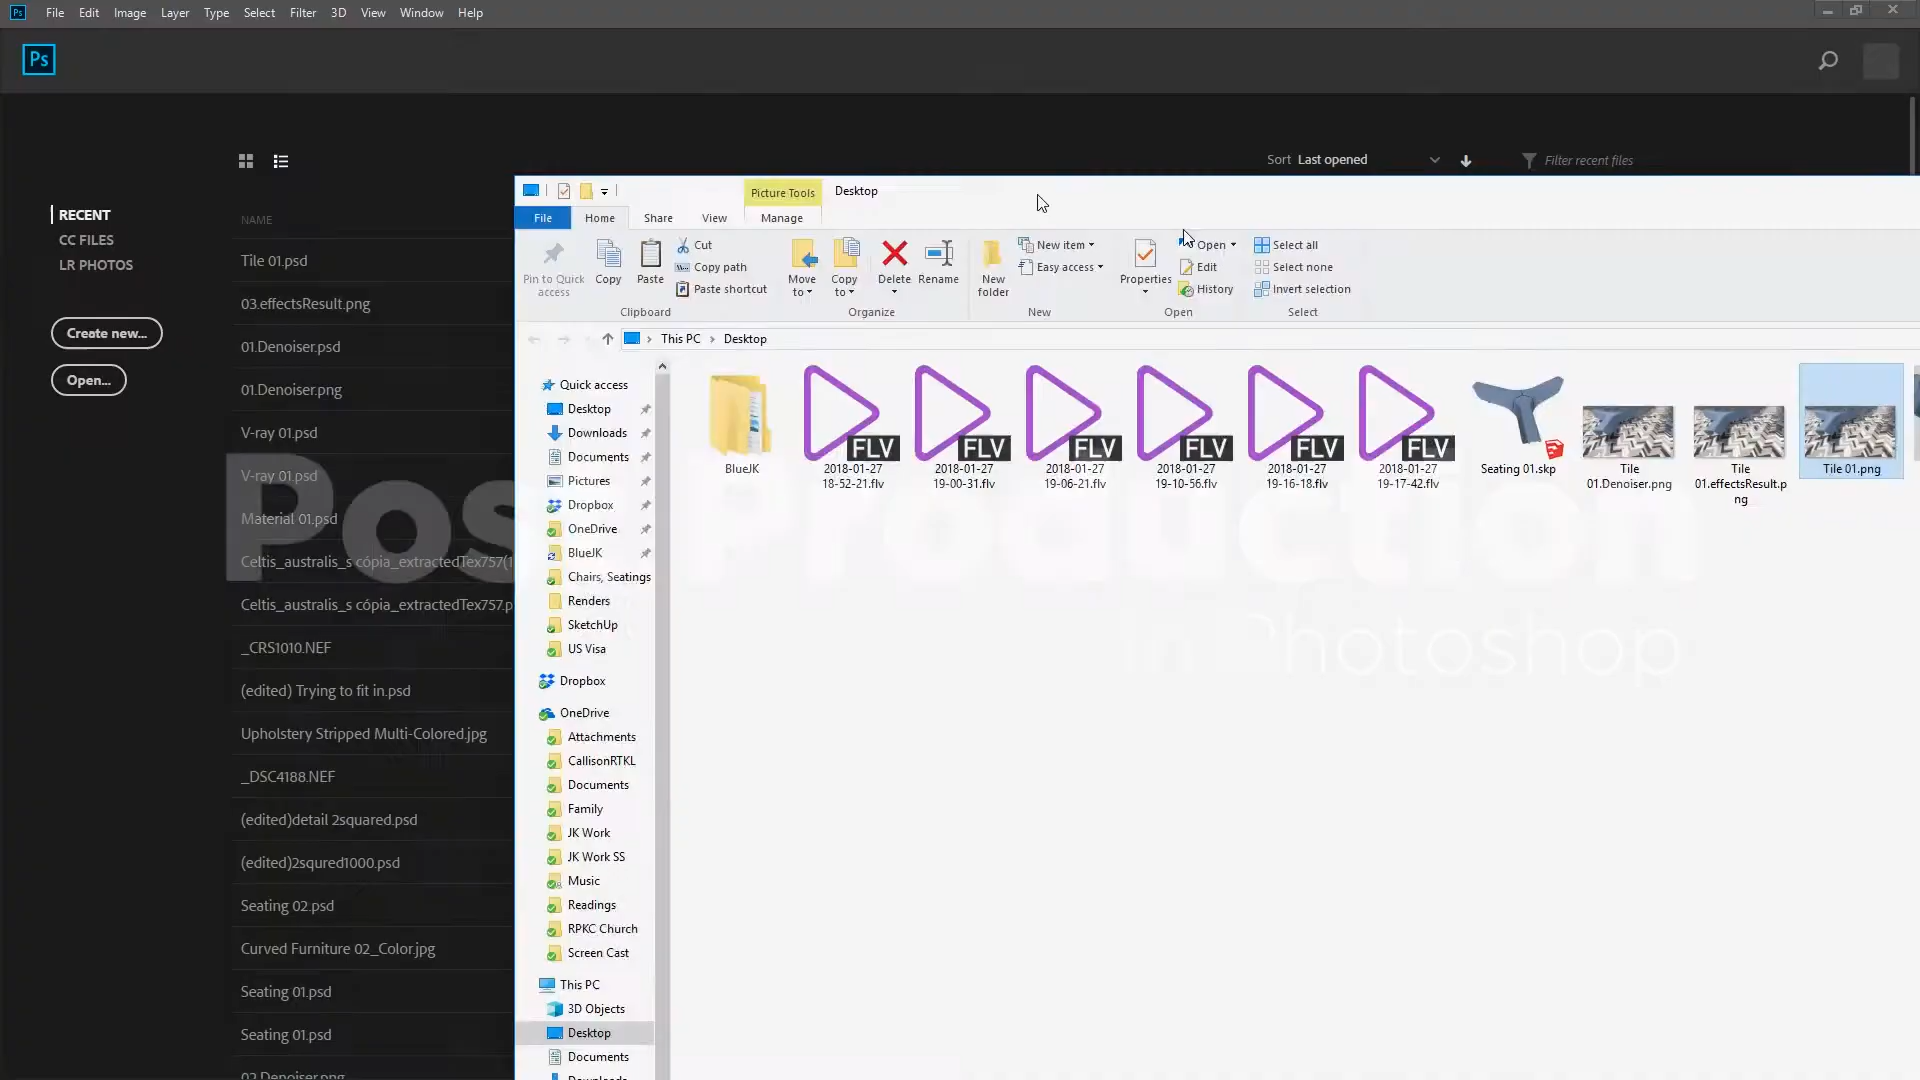 Ps File Edit Image Layer Type Select Filter 3D View Window Help
Ps
Sort Last opened Filter recent files
RECENT
CC FILES
LR PHOTOS
Create new...
Open...
NAME
Tile 01.psd
03.effectsResult.png
01.Denoiser.psd
01.Denoiser.png
V-ray 01.psd
V-ray 01.psd
Material 01.psd
Celtis_australis_s cópia_extractedTex757(1
Celtis_australis_s cópia_extractedTex757.p
_CRS1010.NEF
(edited) Trying to fit in.psd
Upholstery Stripped Multi-Colored.jpg
_DSC4188.NEF
(edited)detail 2squared.psd
(edited)2squred1000.psd
Seating 02.psd
Curved Furniture 02_Color.jpg
Seating 01.psd
Seating 01.psd
02.Denoiser.png
Picture Tools Desktop
File Home Share View Manage
Pin to Quick access
Copy
Paste
Cut
Copy path
Paste shortcut
Clipboard
Move to
Copy to
Delete
Rename
Organize
New folder
New item
Easy access
New
Properties
Open
Edit
History
Open
Select all
Select none
Invert selection
Select
This PC > Desktop
Quick access
Desktop
Downloads
Documents
Pictures
Dropbox
OneDrive
BlueJK
Chairs, Seatings
Renders
SketchUp
US Visa
Dropbox
OneDrive
Attachments
CallisonRTKL
Documents
Family
JK Work
JK Work SS
Music
Readings
RPKC Church
Screen Cast
This PC
3D Objects
Desktop
Documents
Downloads
BlueJK
FLV
2018-01-27
18-52-21.flv
FLV
2018-01-27
19-00-31.flv
FLV
2018-01-27
19-06-21.flv
FLV
2018-01-27
19-10-56.flv
FLV
2018-01-27
19-16-18.flv
FLV
2018-01-27
19-17-42.flv
Seating 01.skp
Tile
01.Denoiser.png
Tile
01.effectsResult.p
ng
Tile 01.png
Post Production
in Photoshop